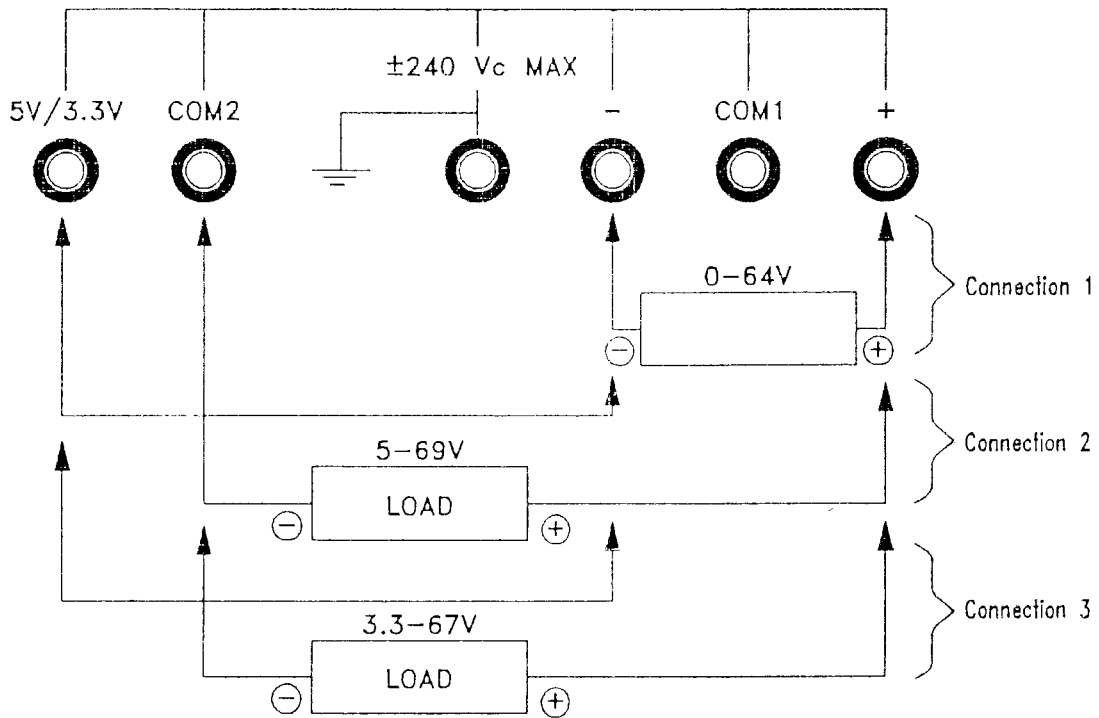 ±240 Vc MAX
5V/3.3V COM2 - COM1 +
0-64V
Connection 1
- +
5-69V
Connection 2
LOAD
- +
3.3-67V
Connection 3
LOAD
- +